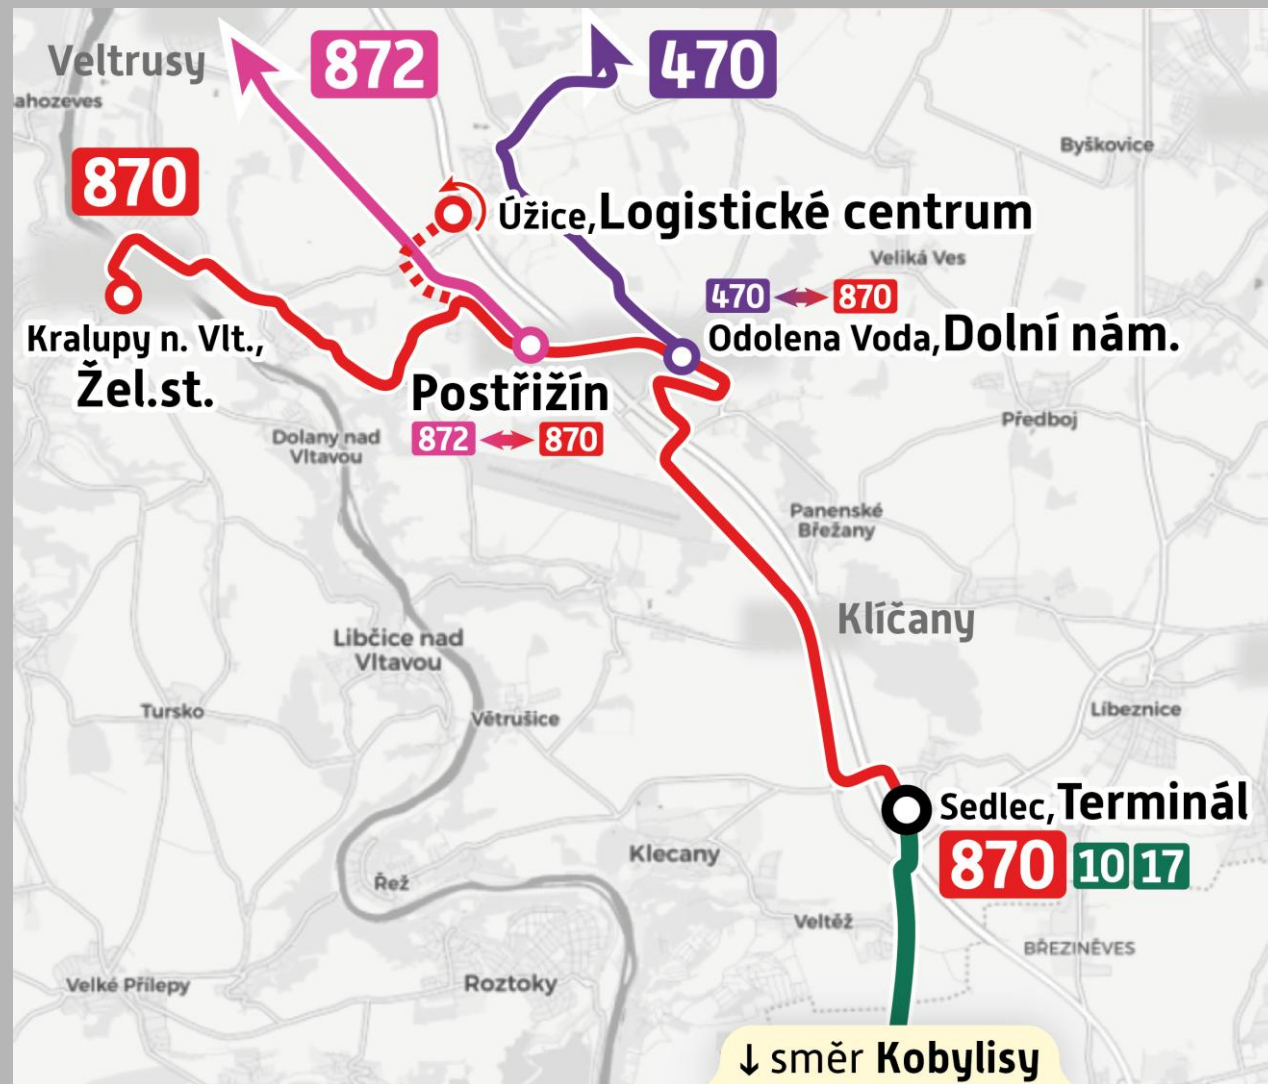 Veltrusy
872
470
ahozeves
Byškovice
870
Úžice, Logistické centrum
Veliká Ves
470 870
Kralupy n. Vlt.,
Žel.st.
Odolena Voda, Dolní nám.
Postřižín
872 870
Předboj
Dolany nad
Vltavou
Panenské
Břežany
Klíčany
Libčice nad
Vltavou
Tursko
Větrušice
Líbeznice
Sedlec, Terminál
870 10 17
Klecany
Řež
Veltěž
BŘEZINĚVES
Velké Přílepy
Roztoky
↓ směr Kobylisy